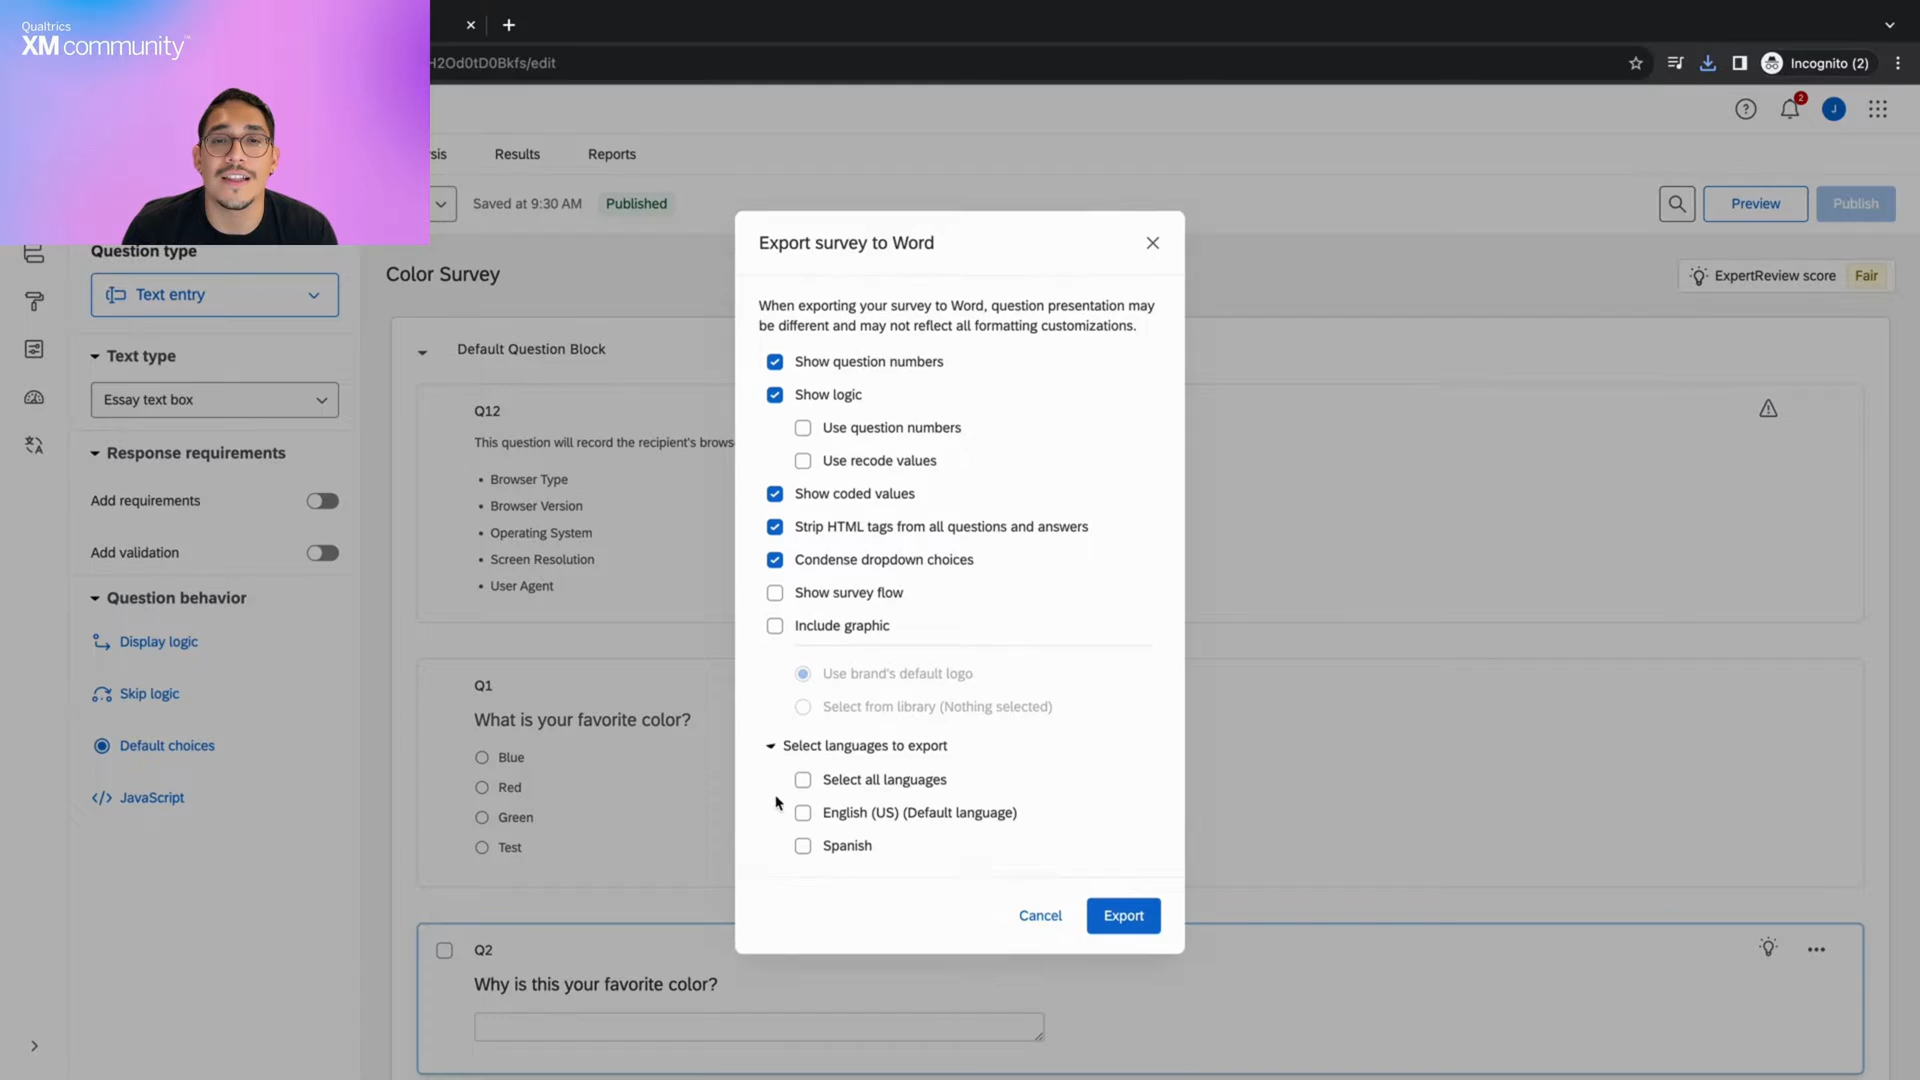 Qualtrics
XM community™
H2Od0tD0Bkfs/edit
Incognito (2)
2
J
sis
Results
Reports
Saved at 9:30 AM
Published
Preview
Publish
Question type
Text entry
Text type
Essay text box
Response requirements
Add requirements
Add validation
Question behavior
Display logic
Skip logic
Default choices
JavaScript
Color Survey
ExpertReview score
Fair
Default Question Block
Q12
This question will record the recipient's brows
• Browser Type
• Browser Version
• Operating System
• Screen Resolution
• User Agent
Q1
What is your favorite color?
Blue
Red
Green
Test
Q2
Why is this your favorite color?
Export survey to Word
When exporting your survey to Word, question presentation may
be different and may not reflect all formatting customizations.
Show question numbers
Show logic
Use question numbers
Use recode values
Show coded values
Strip HTML tags from all questions and answers
Condense dropdown choices
Show survey flow
Include graphic
Use brand's default logo
Select from library (Nothing selected)
Select languages to export
Select all languages
English (US) (Default language)
Spanish
Cancel
Export